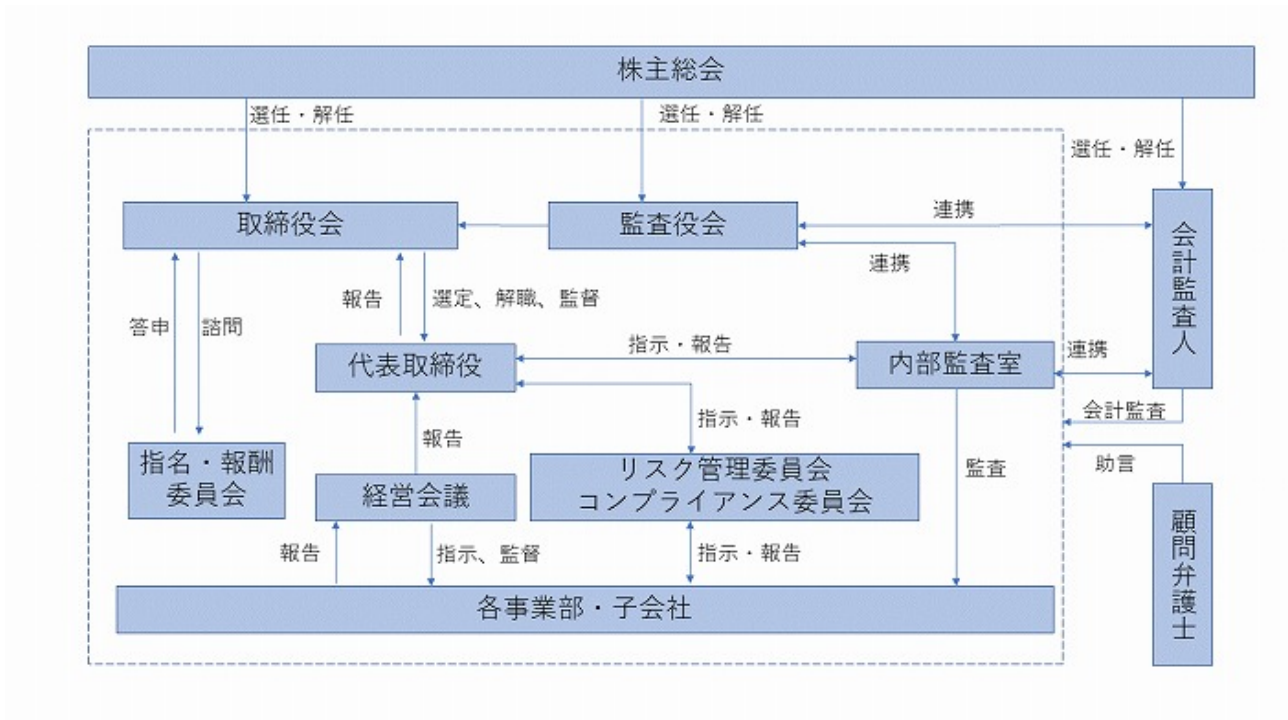 株主総会
選任・解任
選任・解任
選任・解任
取締役会
監査役会
連携
連携
会計監査人
報告
選定、解職、監督
答申
諮問
指示・報告
代表取締役
内部監査室
連携
会計監査
指示・報告
報告
助言
指名・報酬
委員会
経営会議
リスク管理委員会
コンプライアンス委員会
監査
顧問弁護士
報告
指示、監督
指示・報告
各事業部・子会社